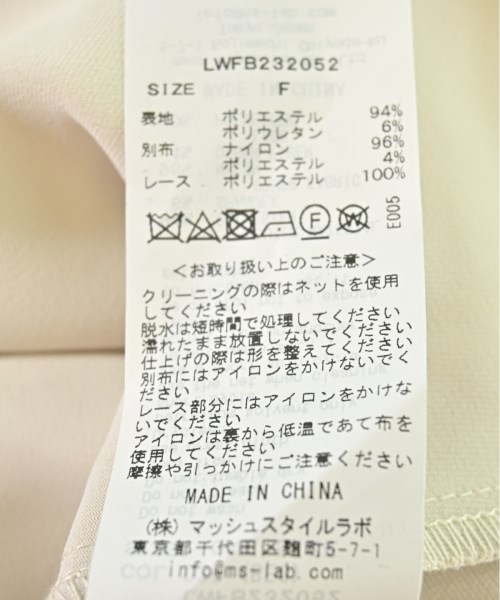 LWFB232052
SIZE F
表地 ポリエステル 94%
ポリウレタン 6%
別布 ナイロン 96%
ポリエステル 4%
レース ポリエステル 100%
F W
E005
<お取り扱い上のご注意>
クリーニングの際はネットを使用
してください
脱水は短時間で処理してください
濡れたまま放置しないでください
仕上げの際は形を整えてください
別布にはアイロンをかけないでく
ださい
レース部分にはアイロンをかけな
いでください
アイロンは裏から低温であて布を
使用してください
摩擦や引っかけにご注意ください
MADE IN CHINA
(株) マッシュスタイルラボ
東京都千代田区麹町5-7-1
info@ms-lab.com